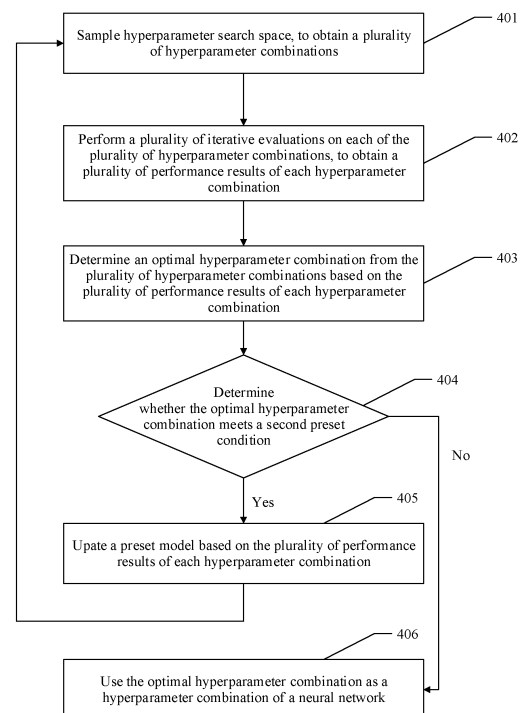 Sample hyperparameter search space, to obtain a plurality
of hyperparameter combinations
401
Perform a plurality of iterative evaluations on each of the
plurality of hyperparameter combinations, to obtain a
plurality of performance results of each hyperparameter
combination
402
Determine an optimal hyperparameter combination from the
plurality of hyperparameter combinations based on the
plurality of performance results of each hyperparameter
combination
403
Determine
whether the optimal hyperparameter
combination meets a second preset
condition
404
No
Yes
405
Upate a preset model based on the plurality of performance
results of each hyperparameter combination
406
Use the optimal hyperparameter combination as a
hyperparameter combination of a neural network